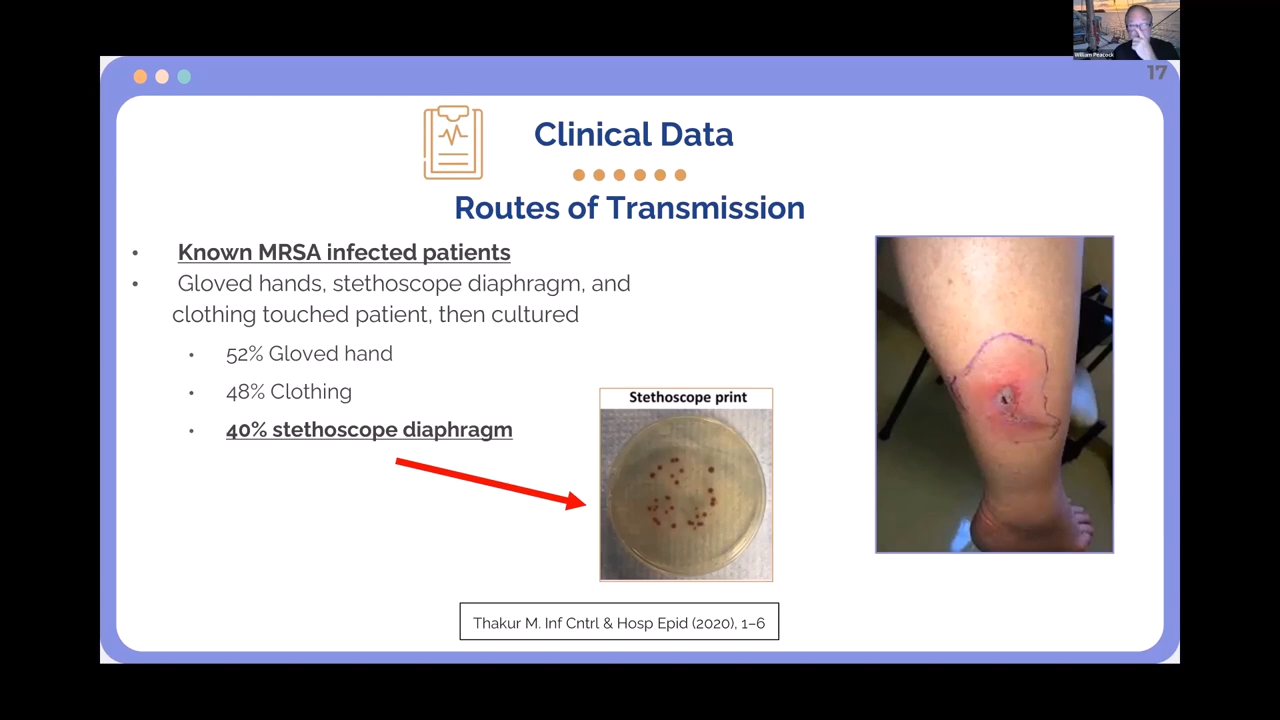 William Peacock
17
Clinical Data
Routes of Transmission
• Known MRSA infected patients
• Gloved hands, stethoscope diaphragm, and
clothing touched patient, then cultured
• 52% Gloved hand
• 48% Clothing
• 40% stethoscope diaphragm
Stethoscope print
Thakur M. Inf Cntrl & Hosp Epid (2020), 1–6